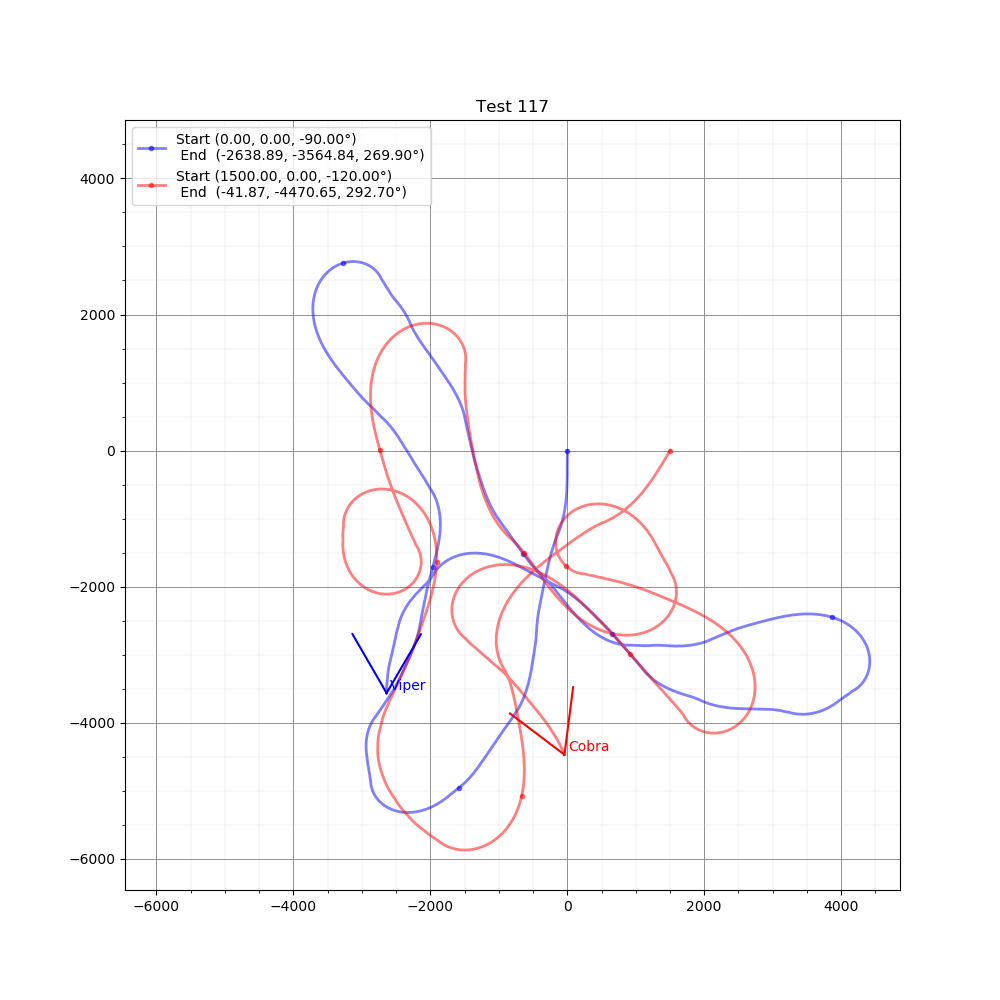 Test 117
Start (0.00, 0.00, -90.00°)
End  (-2638.89, -3564.84, 269.90°)
Start (1500.00, 0.00, -120.00°)
End  (-41.87, -4470.65, 292.70°)
4000
2000
0
−2000
−4000
−6000
Viper
Cobra
−6000 −4000 −2000 0 2000 4000